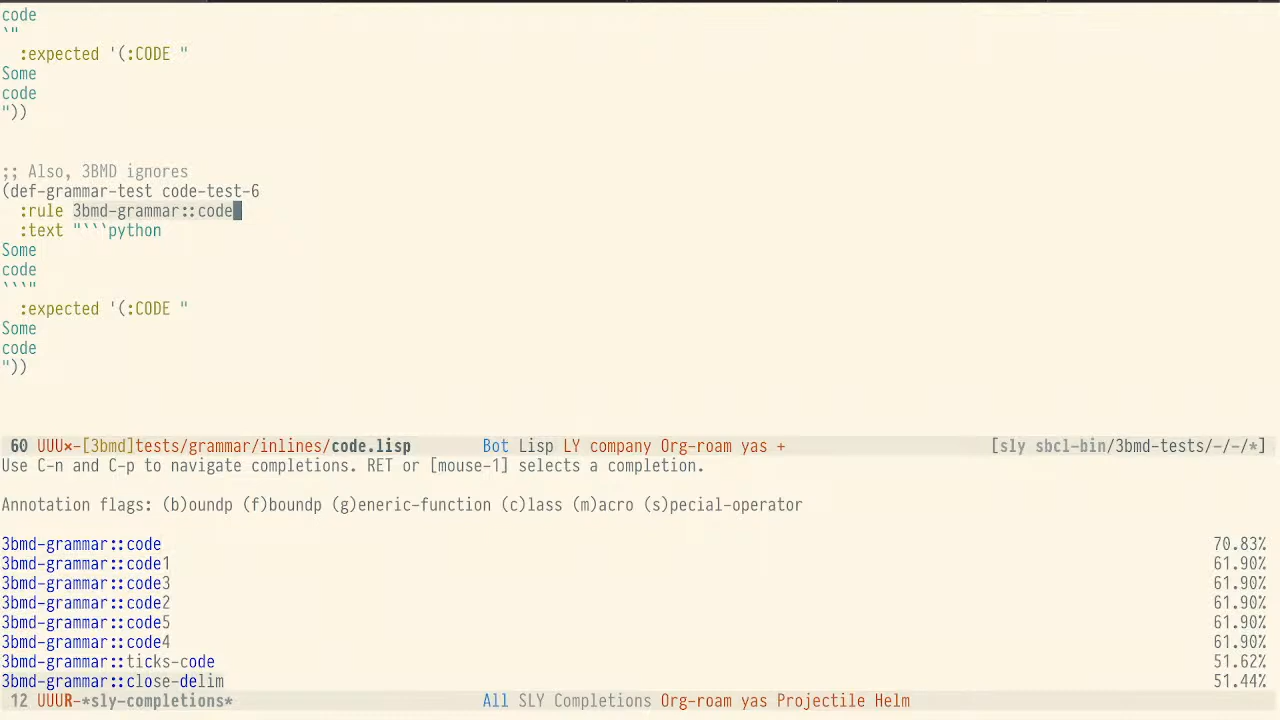 code
`"
  :expected '(:CODE "
Some
code
"))
;; Also, 3BMD ignores
(def-grammar-test code-test-6
  :rule 3bmd-grammar::code
  :text "```python
Some
code
```"
  :expected '(:CODE "
Some
code
"))
60 UUU×-[3bmd]tests/grammar/inlines/code.lisp Bot Lisp LY company Org-roam yas + [sly sbcl-bin/3bmd-tests/-/-/*]
Use C-n and C-p to navigate completions. RET or [mouse-1] selects a completion.
Annotation flags: (b)oundp (f)boundp (g)eneric-function (c)lass (m)acro (s)pecial-operator
3bmd-grammar::code 70.83%
3bmd-grammar::code1 61.90%
3bmd-grammar::code3 61.90%
3bmd-grammar::code2 61.90%
3bmd-grammar::code5 61.90%
3bmd-grammar::code4 61.90%
3bmd-grammar::ticks-code 51.62%
3bmd-grammar::close-delim 51.44%
12 UUUR-*sly-completions* All SLY Completions Org-roam yas Projectile Helm